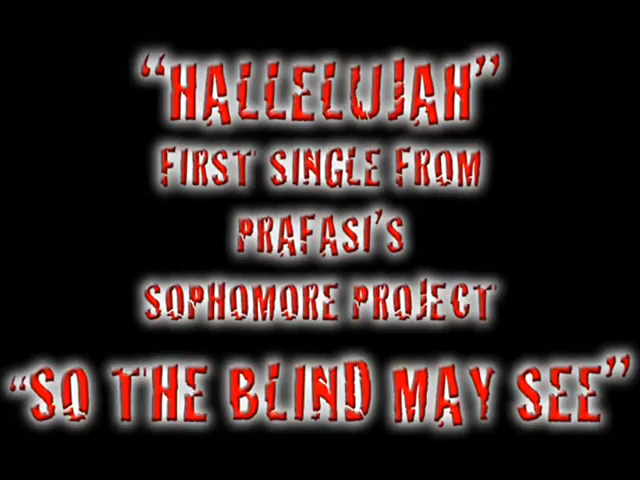 “HALLELUJAH”
FIRST SINGLE FROM
PRAFASI’S
SOPHOMORE PROJECT
“SO THE BLIND MAY SEE”